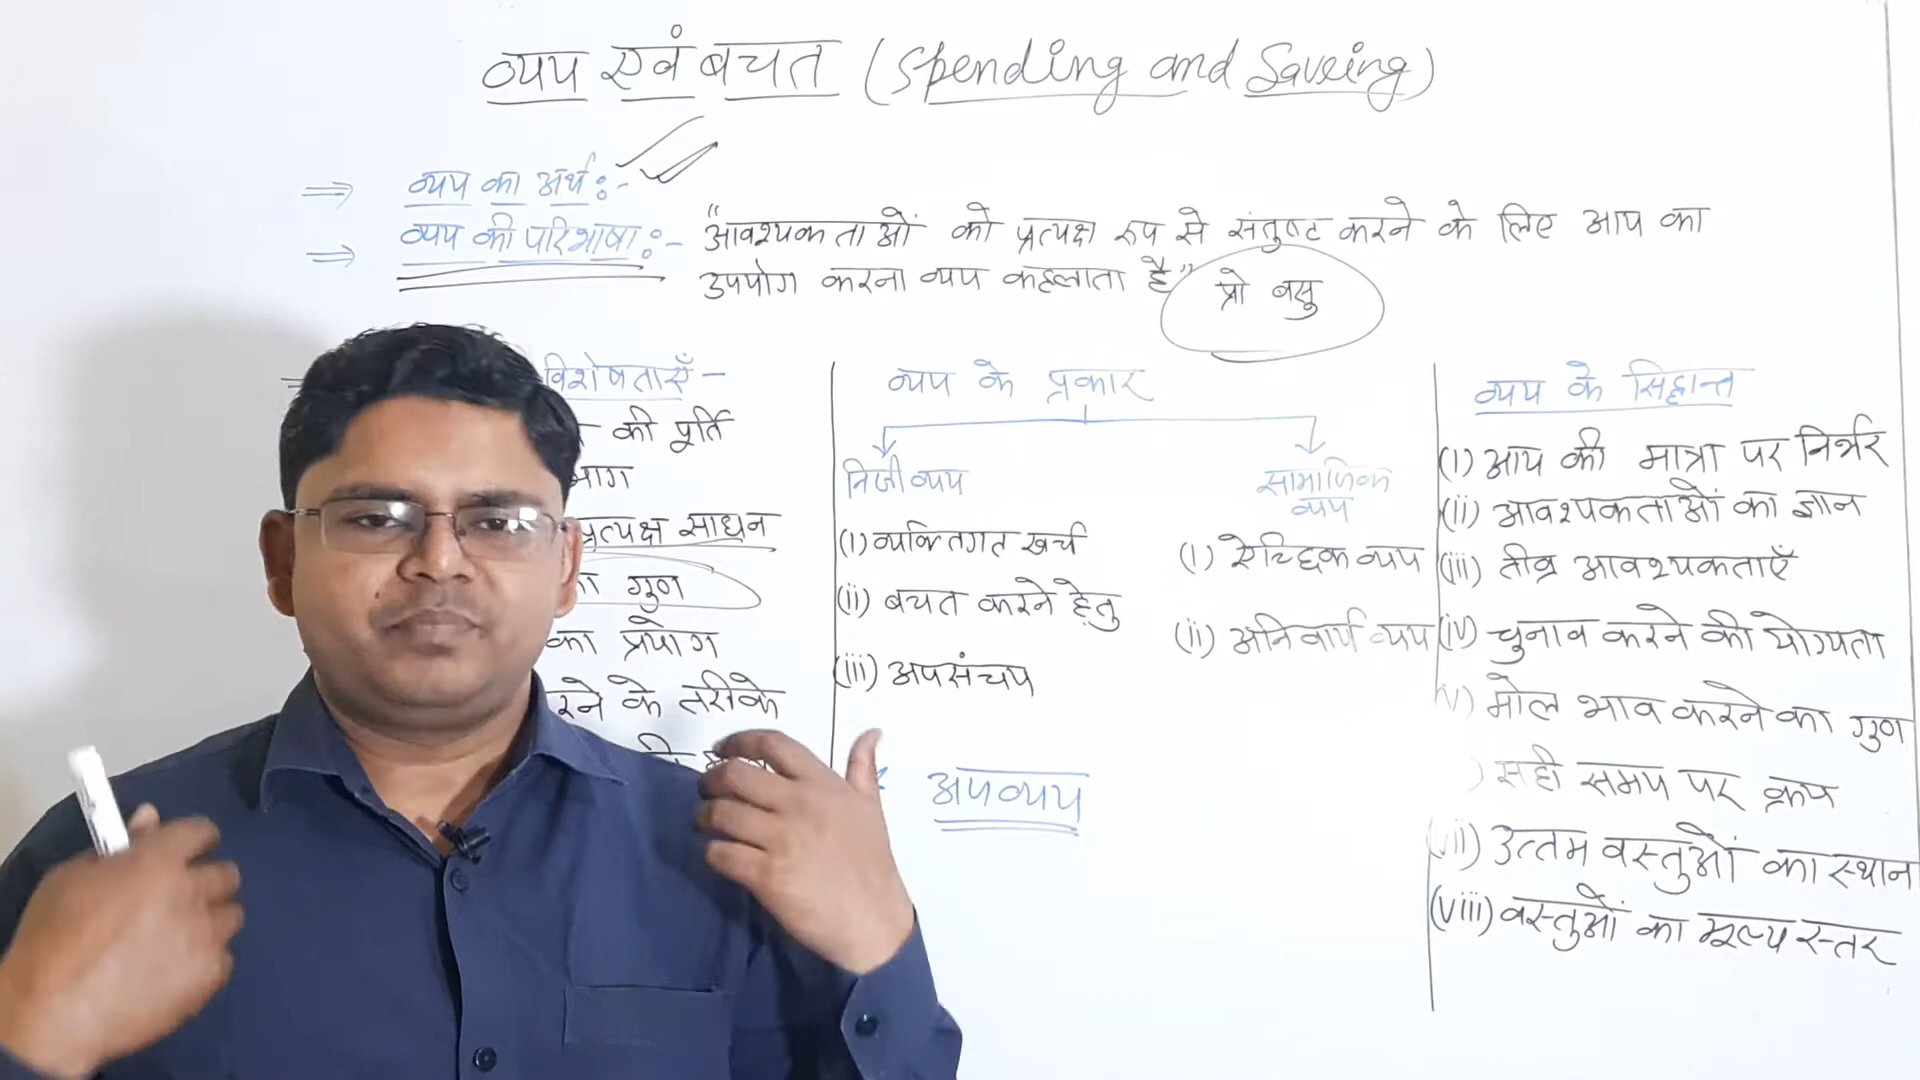 व्यय एवं बचत (Spending and Saveing)
⇒ व्यय का अर्थ :-
⇒ व्यय की परिभाषा :- "आवश्यकताओं को प्रत्यक्ष रुप से संतुष्ट करने के लिए आय का
उपयोग करना व्यय कहलाता है" प्रो बसु
विशेषताएँ -
की पूर्ति
भाग
प्रत्यक्ष साधन
का गुण
का प्रयोग
रने के तरीके
व्यय के प्रकार
निजी व्यय
(i) व्यक्तिगत खर्च
(ii) बचत करने हेतु
(iii) अपसंचय
सामाजिक
व्यय
(i) ऐच्छिक व्यय
(ii) अनिवार्य व्यय
अपव्यय
व्यय के सिद्धान्त
(i) आय की मात्रा पर निर्भर
(ii) आवश्यकताओं का ज्ञान
(iii) तीव्र आवश्यकताएँ
(iv) चुनाव करने की योग्यता
v) मोल भाव करने का गुण
) सही समय पर क्रय
(vii) उत्तम वस्तुओं का स्थान
(viii) वस्तुओं का मूल्य स्तर